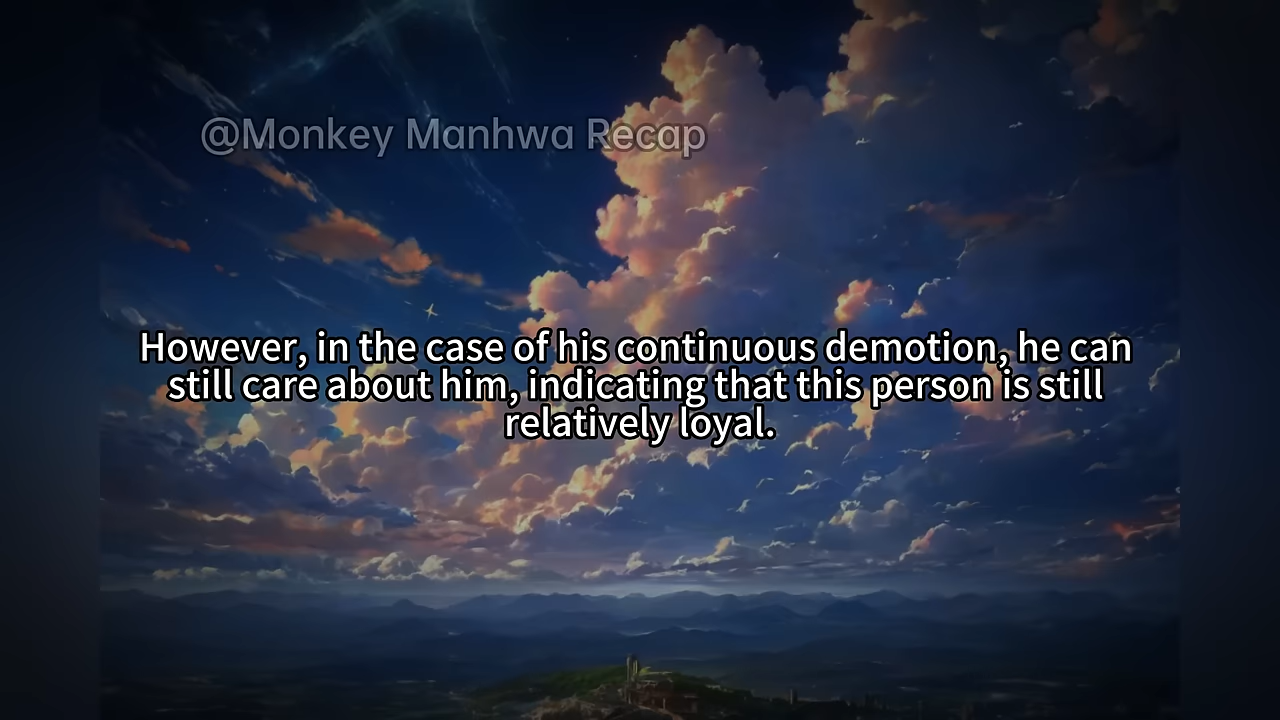 @Monkey Manhwa Recap
However, in the case of his continuous demotion, he can
still care about him, indicating that this person is still
relatively loyal.